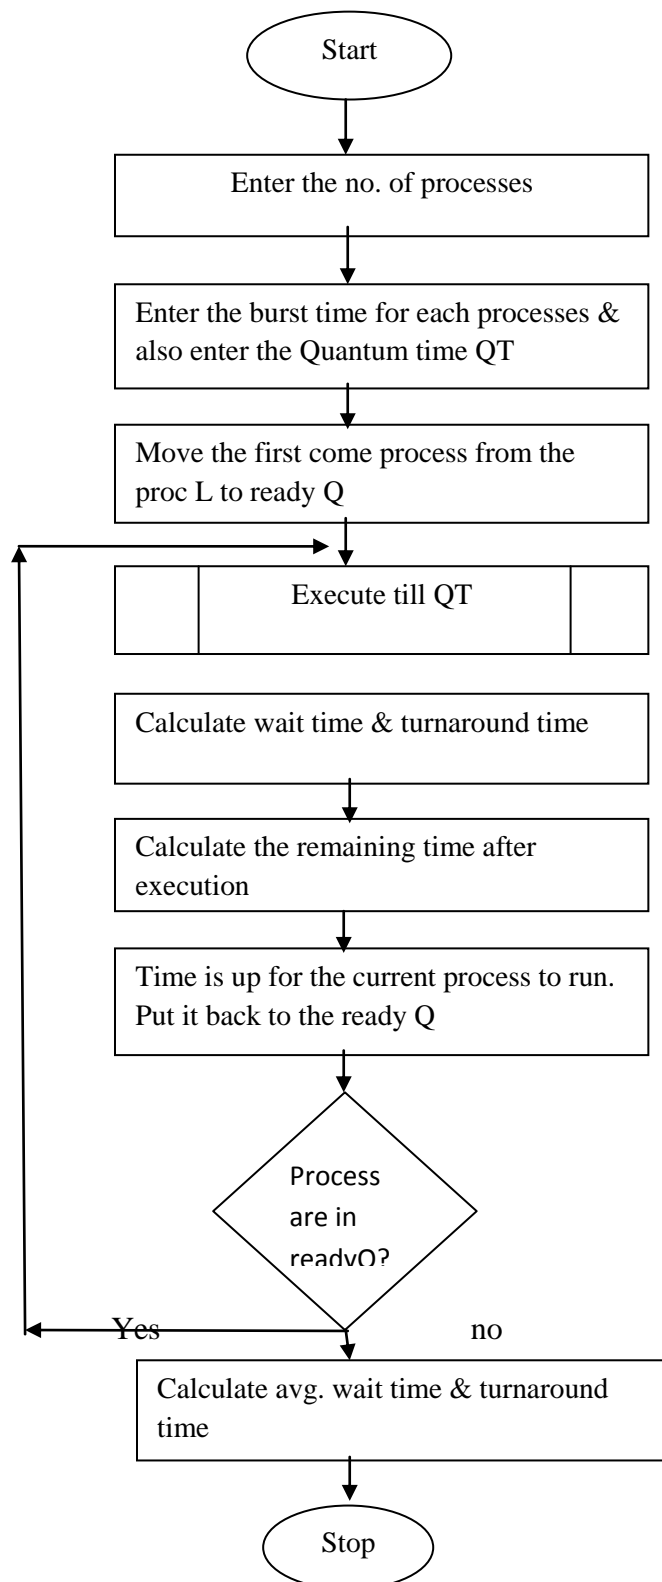 Start
Enter the no. of processes
Enter the burst time for each processes &
also enter the Quantum time QT
Move the first come process from the
proc L to ready Q
Execute till QT
Calculate wait time & turnaround time
Calculate the remaining time after
execution
Time is up for the current process to run.
Put it back to the ready Q
Process
are in
readyQ?
Yes no
Calculate avg. wait time & turnaround
time
Stop